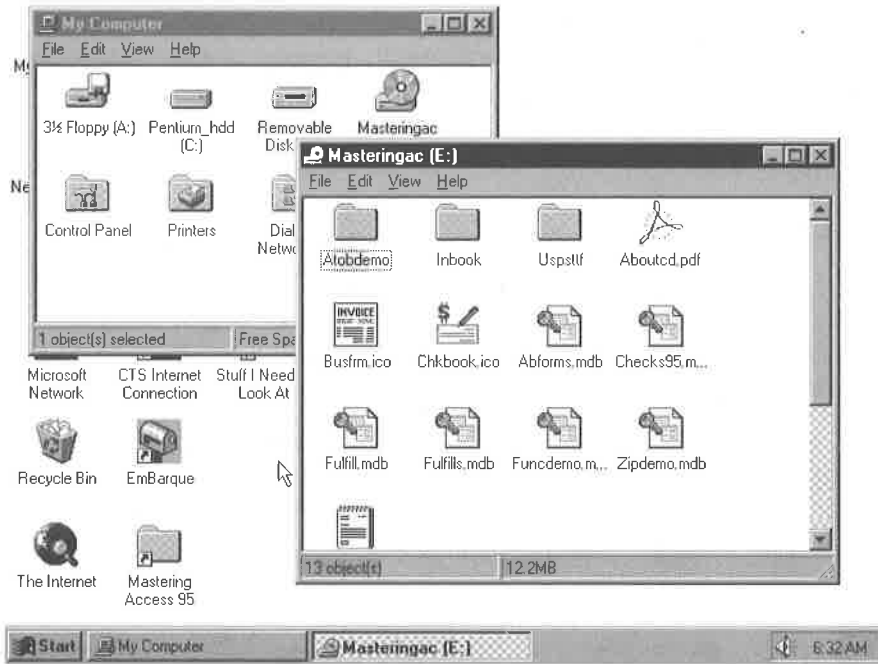 My Computer
File Edit View Help
3½ Floppy (A:) Pentium_hdd (C:) Removable Disk Masteringac
Control Panel Printers Dial
1 object(s) selected Free Spa
Masteringac (E:)
File Edit View Help
Atobdemo Inbook Uspsttf Aboutcd.pdf
INVOICE
Busfrm.ico Chkbook.ico Abforms.mdb Checks95.m...
Fulfill.mdb Fulfills.mdb Funcdemo.m... Zipdemo.mdb
13 object(s) 12.2MB
Microsoft Network CTS Internet Connection Stuff I Need Look At
Recycle Bin EmBarque
The Internet Mastering Access 95
Start My Computer Masteringac (E:) 6:32 AM